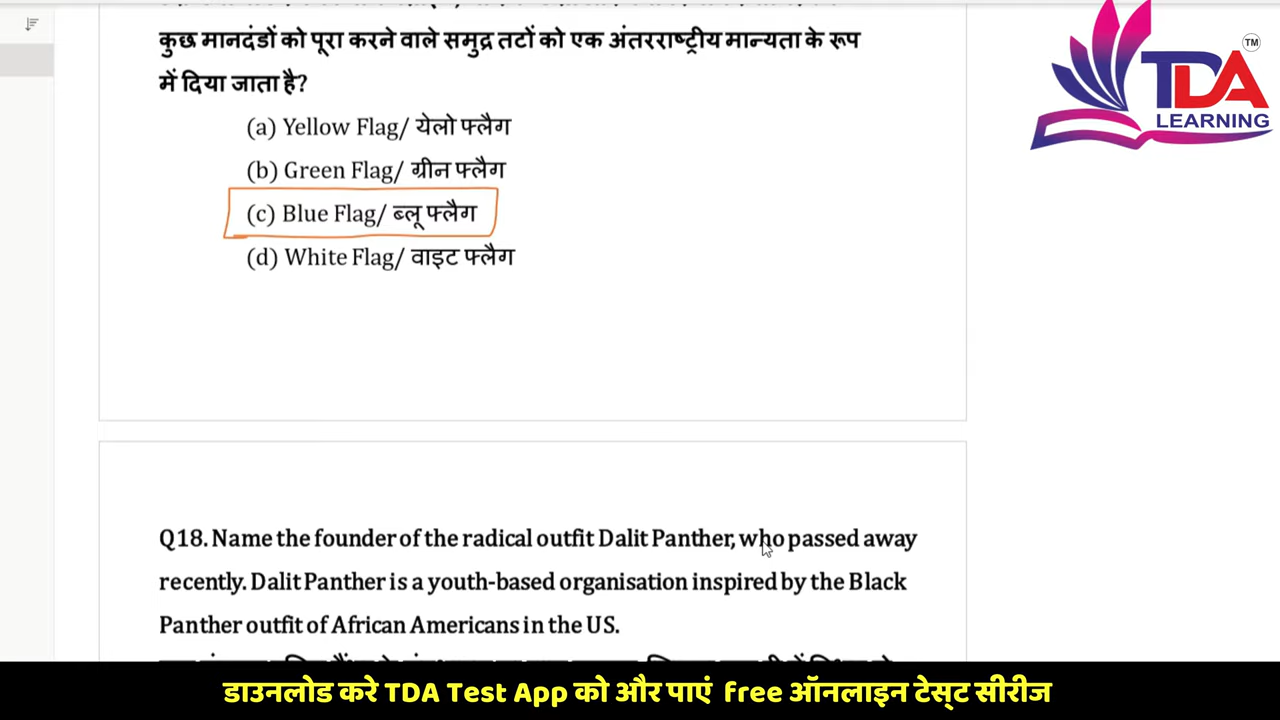 कुछ मानदंडों को पूरा करने वाले समुद्र तटों को एक अंतरराष्ट्रीय मान्यता के रूप
में दिया जाता है?
(a) Yellow Flag/ येलो फ्लैग
(b) Green Flag/ ग्रीन फ्लैग
(c) Blue Flag/ ब्लू फ्लैग
(d) White Flag/ वाइट फ्लैग
TDA
TM
LEARNING
Q18. Name the founder of the radical outfit Dalit Panther, who passed away
recently. Dalit Panther is a youth-based organisation inspired by the Black
Panther outfit of African Americans in the US.
डाउनलोड करे TDA Test App को और पाएं free ऑनलाइन टेस्ट सीरीज